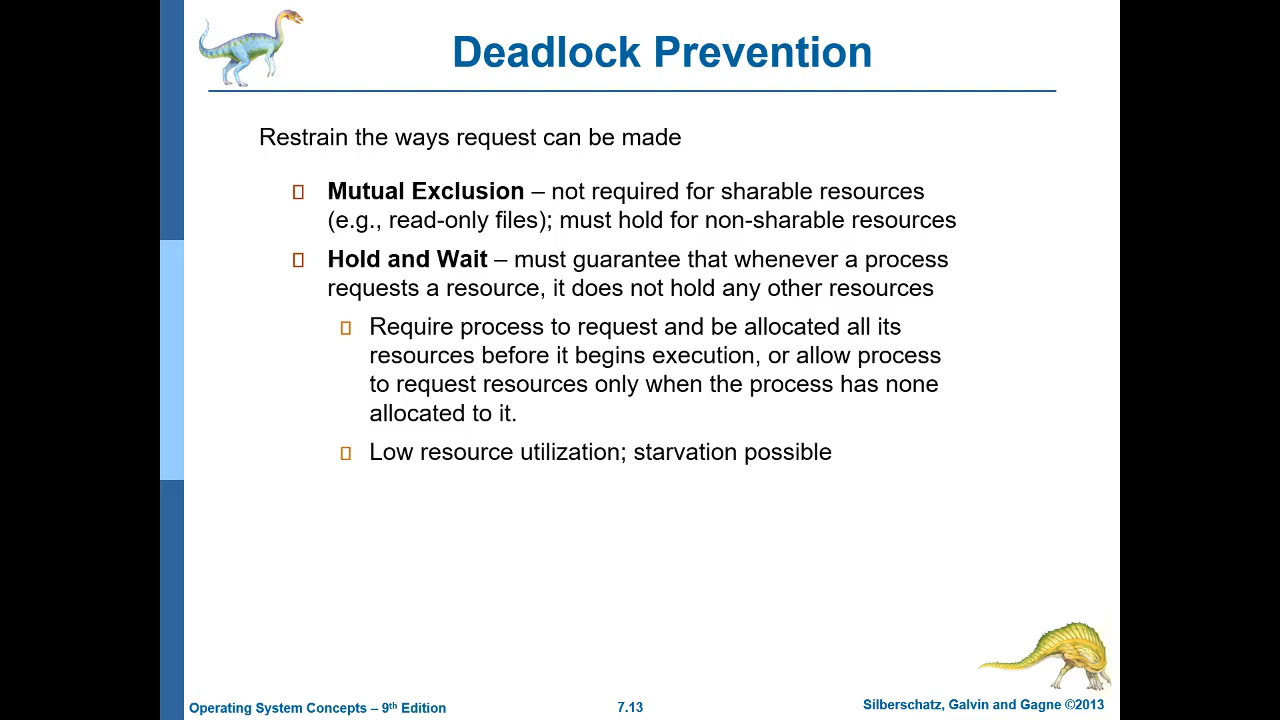 Deadlock Prevention
Restrain the ways request can be made
Mutual Exclusion – not required for sharable resources
(e.g., read-only files); must hold for non-sharable resources
Hold and Wait – must guarantee that whenever a process
requests a resource, it does not hold any other resources
Require process to request and be allocated all its
resources before it begins execution, or allow process
to request resources only when the process has none
allocated to it.
Low resource utilization; starvation possible
Operating System Concepts – 9th Edition
7.13
Silberschatz, Galvin and Gagne ©2013